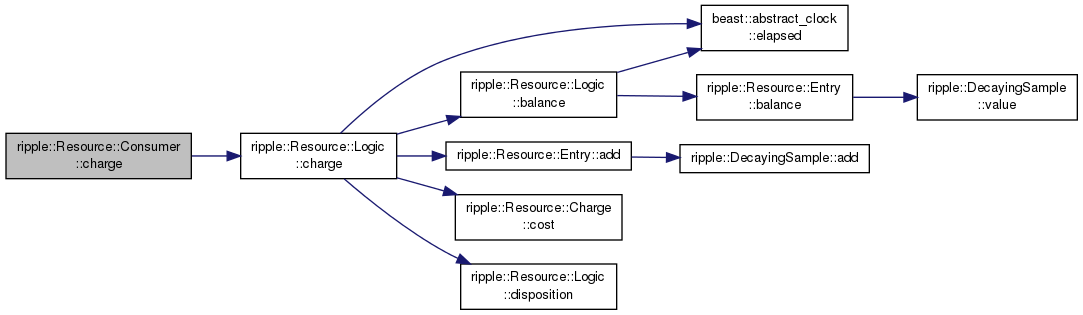 ripple::Resource::Consumer
::charge
ripple::Resource::Logic
::charge
beast::abstract_clock
::elapsed
ripple::Resource::Logic
::balance
ripple::Resource::Entry
::balance
ripple::DecayingSample
::value
ripple::Resource::Entry::add
ripple::DecayingSample::add
ripple::Resource::Charge
::cost
ripple::Resource::Logic
::disposition